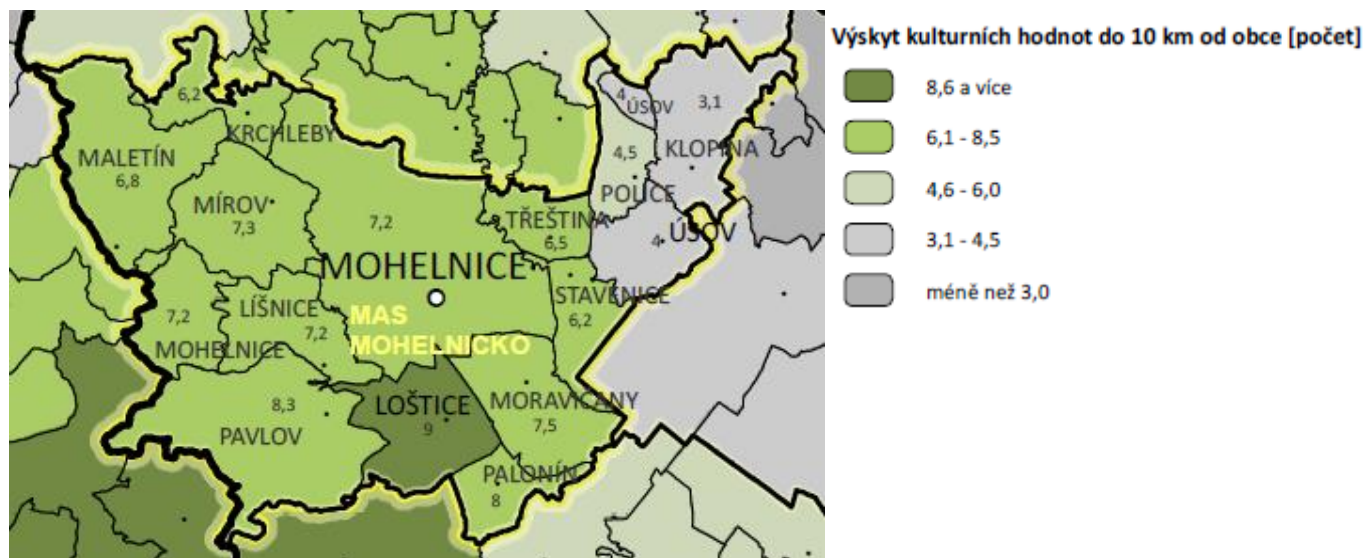 Výskyt kulturních hodnot do 10 km od obce [počet]
8,6 a více
6,1 - 8,5
4,6 - 6,0
3,1 - 4,5
méně než 3,0
6,2
KRCHLEBY
MALETÍN
6,8
MÍROV
7,3
7,2
MOHELNICE
4
ÚSOV
3,1
4,5
KLOPINA
POLICE
TŘEŠTINA
6,5
4
ÚSOV
STAVENICE
6,2
7,2
MOHELNICE
LÍŠNICE
7,2
MAS
MOHELNICKO
8,3
PAVLOV
LOŠTICE
9
MORAVIČANY
7,5
PALONÍN
8